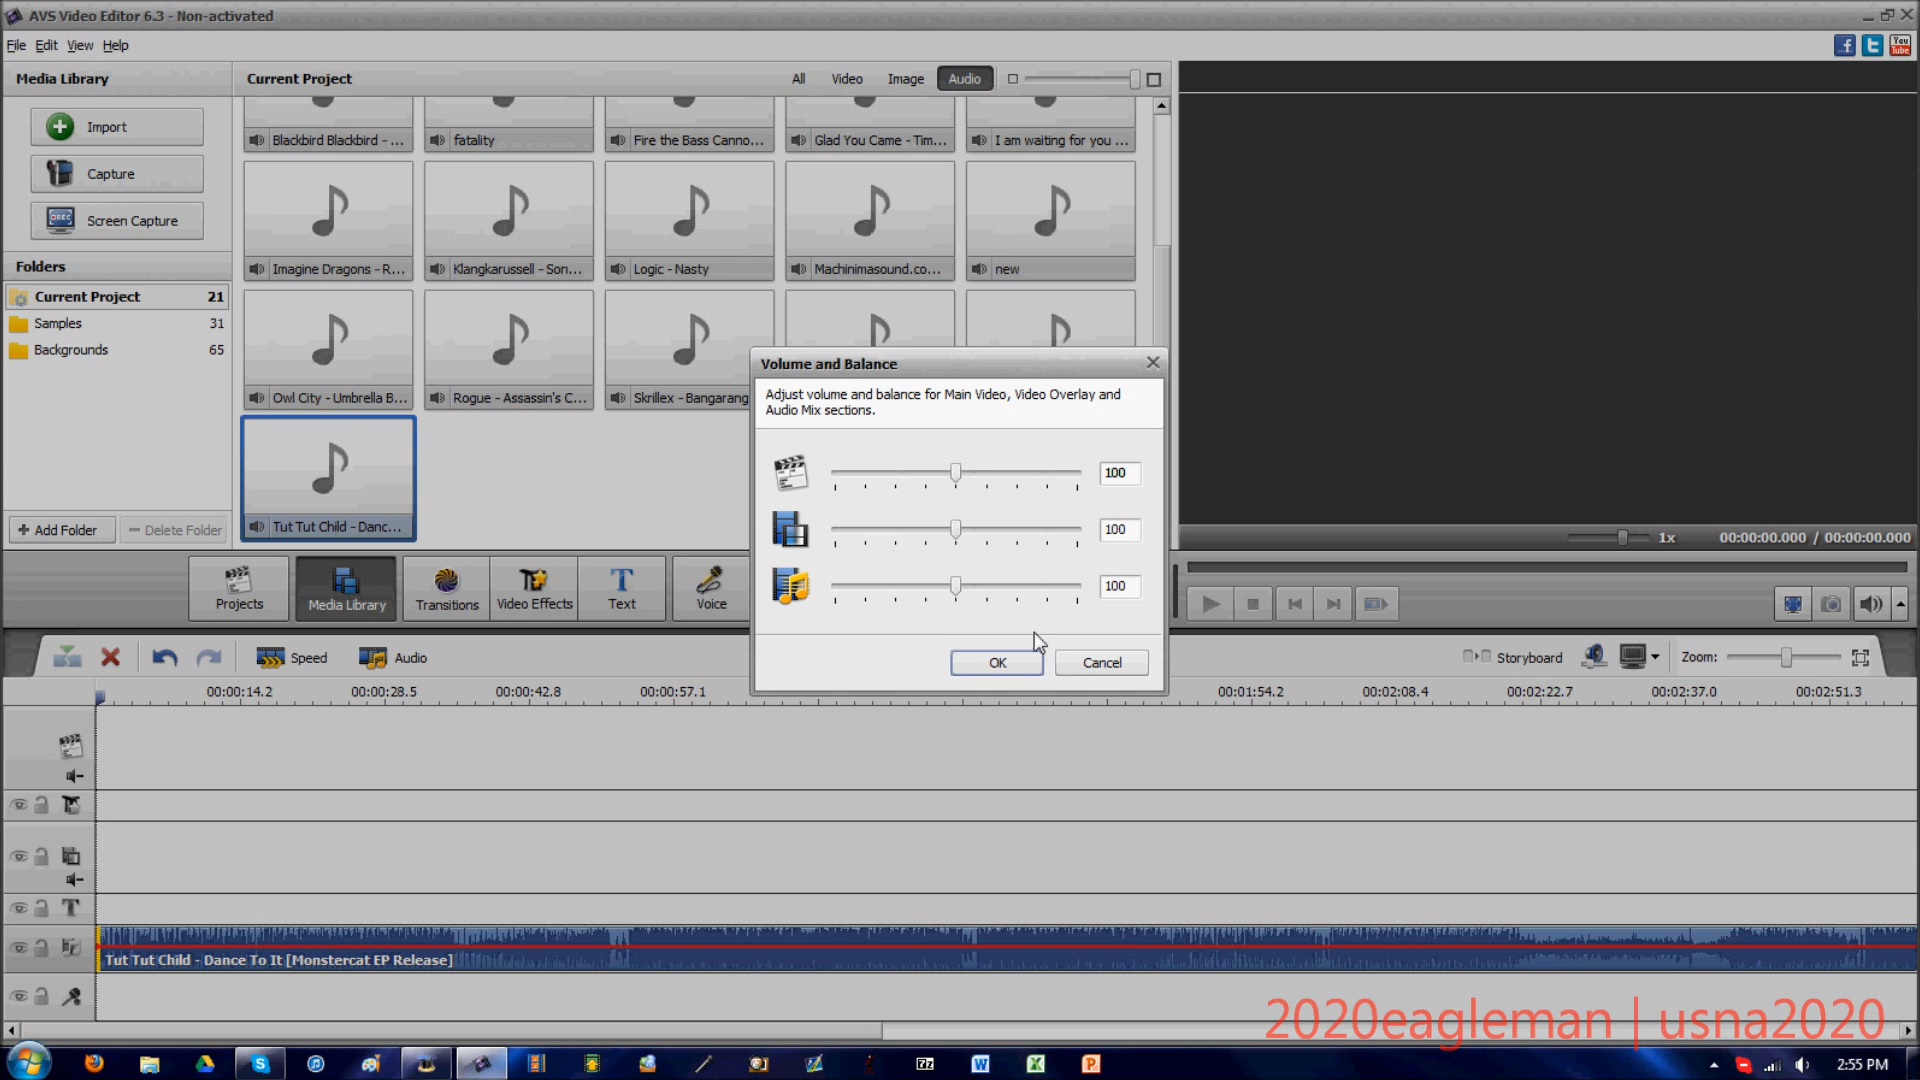 AVS Video Editor 6.3 - Non-activated
File Edit View Help
f t You Tube
Media Library
Current Project
All Video Image Audio
Import
Capture
Screen Capture
Blackbird Blackbird - ...
fatality
Fire the Bass Canno...
Glad You Came - Tim...
I am waiting for you ...
Imagine Dragons - R...
Klangkarussell - Son...
Logic - Nasty
Machinimasound.co...
new
Folders
Current Project 21
Samples 31
Backgrounds 65
Owl City - Umbrella B...
Rogue - Assassin's C...
Skrillex - Bangarang
Tut Tut Child - Danc...
Add Folder
Delete Folder
Volume and Balance
Adjust volume and balance for Main Video, Video Overlay and
Audio Mix sections.
100
100
100
OK Cancel
1x 00:00:00.000 / 00:00:00.000
Projects
Media Library
Transitions
Video Effects
Text
Voice
Speed
Audio
Storyboard
Zoom:
00:00:14.2 00:00:28.5 00:00:42.8 00:00:57.1 00:01:54.2 00:02:08.4 00:02:22.7 00:02:37.0 00:02:51.3
T
Tut Tut Child - Dance To It [Monstercat EP Release]
2020eagleman | usna2020
2:55 PM